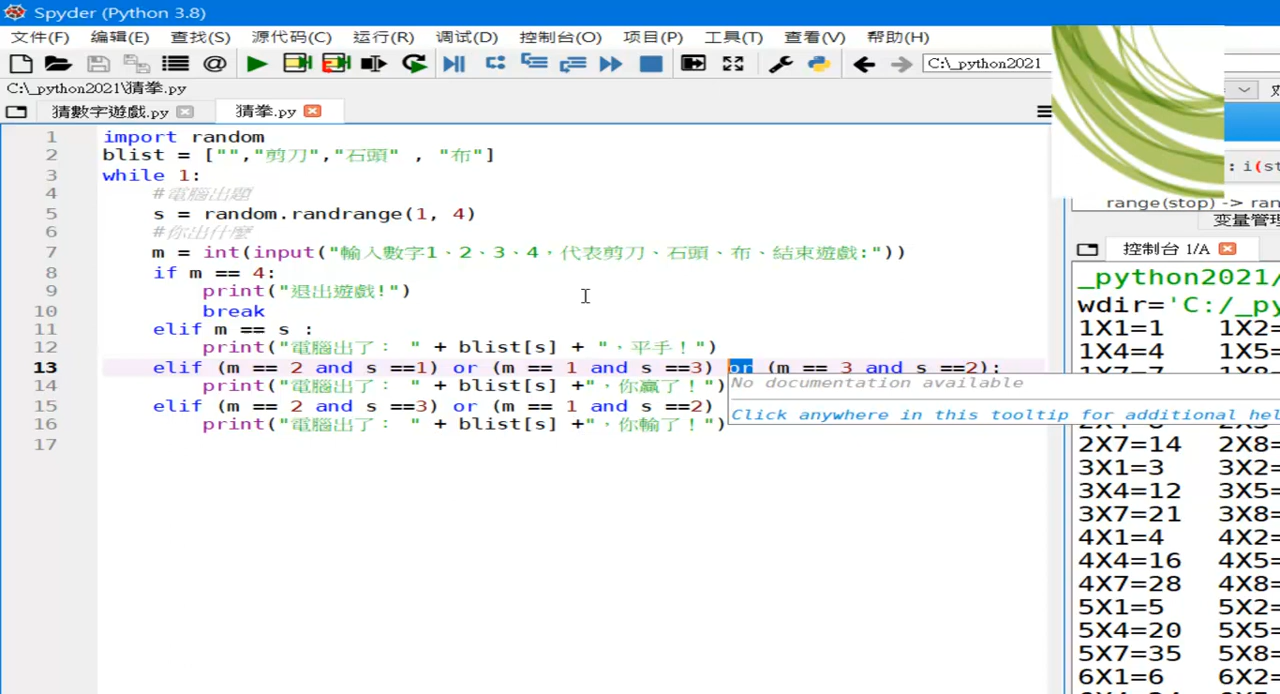 Spyder (Python 3.8)
文件(F) 编辑(E) 查找(S) 源代码(C) 运行(R) 调试(D) 控制台(O) 项目(P) 工具(T) 查看(V) 帮助(H)
C:\_python2021
C:\_python2021\猜拳.py
猜數字遊戲.py 猜拳.py
1 import random
2 blist = ["","剪刀","石頭" , "布"]
3 while 1:
4 #電腦出題
5 s = random.randrange(1, 4)
6 #你出什麼
7 m = int(input("輸入數字1、2、3、4，代表剪刀、石頭、布、結束遊戲:"))
8 if m == 4:
9 print("退出遊戲!")
10 break
11 elif m == s :
12 print("電腦出了： " + blist[s] + "，平手！")
13 elif (m == 2 and s ==1) or (m == 1 and s ==3) or (m == 3 and s ==2):
14 print("電腦出了： " + blist[s] +"，你贏了！")
15 elif (m == 2 and s ==3) or (m == 1 and s ==2)
16 print("電腦出了： " + blist[s] +"，你輸了！")
17
No documentation available
Click anywhere in this tooltip for additional hel
: i(st
range(stop) -> ran
变量管理
控制台 1/A
_python2021/
wdir='C:/_py
1X1=1 1X2=
1X4=4 1X5=
2X7=14 2X8=
3X1=3 3X2=
3X4=12 3X5=
3X7=21 3X8=
4X1=4 4X2=
4X4=16 4X5=
4X7=28 4X8=
5X1=5 5X2=
5X4=20 5X5=
5X7=35 5X8=
6X1=6 6X2=